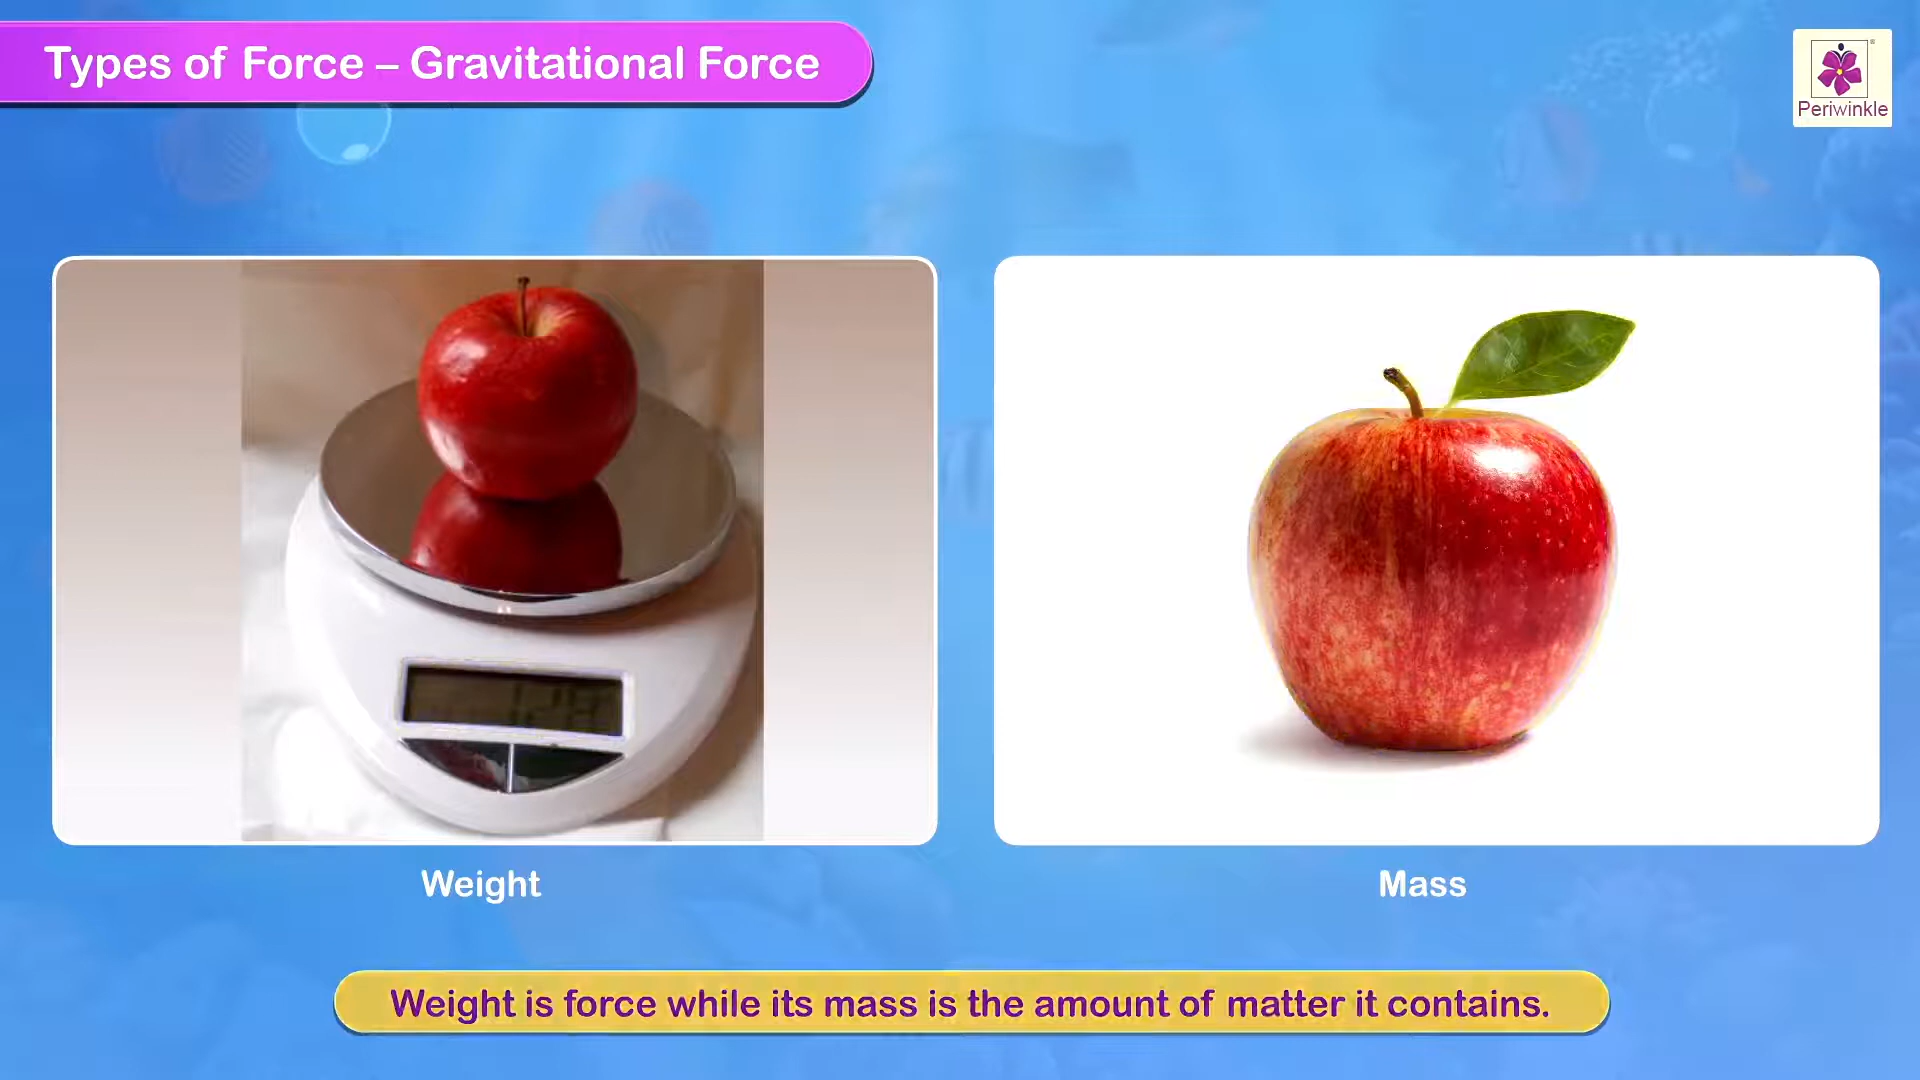 Types of Force – Gravitational Force
Periwinkle
Weight
Mass
Weight is force while its mass is the amount of matter it contains.